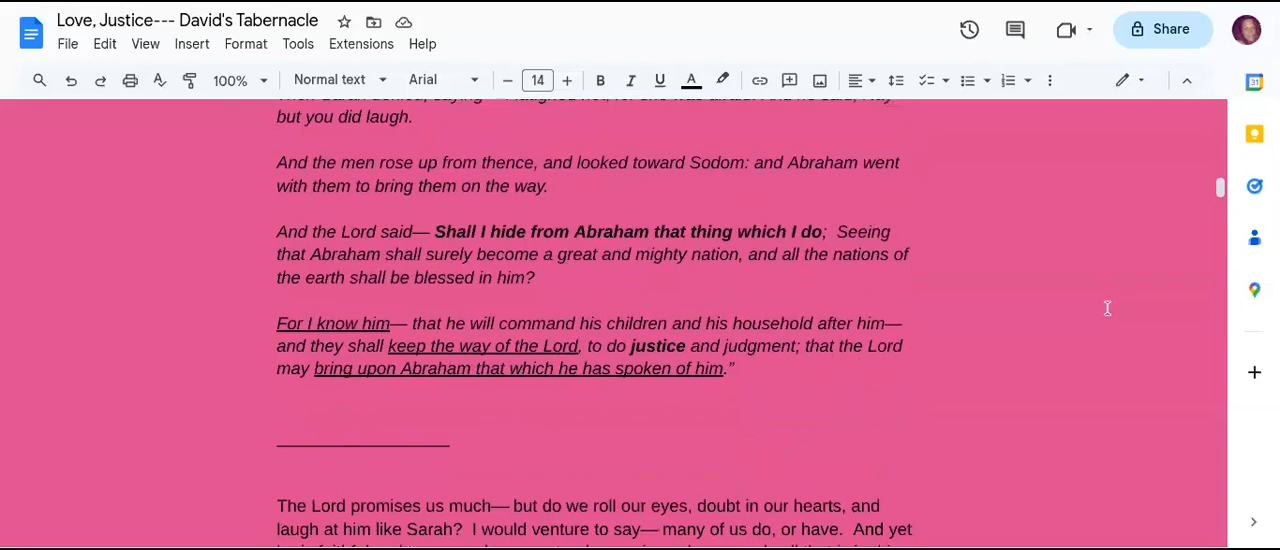 Love, Justice--- David's Tabernacle
File Edit View Insert Format Tools Extensions Help
Share
100% Normal text Arial 14 B I U A
but you did laugh.
And the men rose up from thence, and looked toward Sodom: and Abraham went
with them to bring them on the way.
And the Lord said— Shall I hide from Abraham that thing which I do; Seeing
that Abraham shall surely become a great and mighty nation, and all the nations of
the earth shall be blessed in him?
For I know him— that he will command his children and his household after him—
and they shall keep the way of the Lord, to do justice and judgment; that the Lord
may bring upon Abraham that which he has spoken of him.”
The Lord promises us much— but do we roll our eyes, doubt in our hearts, and
laugh at him like Sarah? I would venture to say— many of us do, or have. And yet